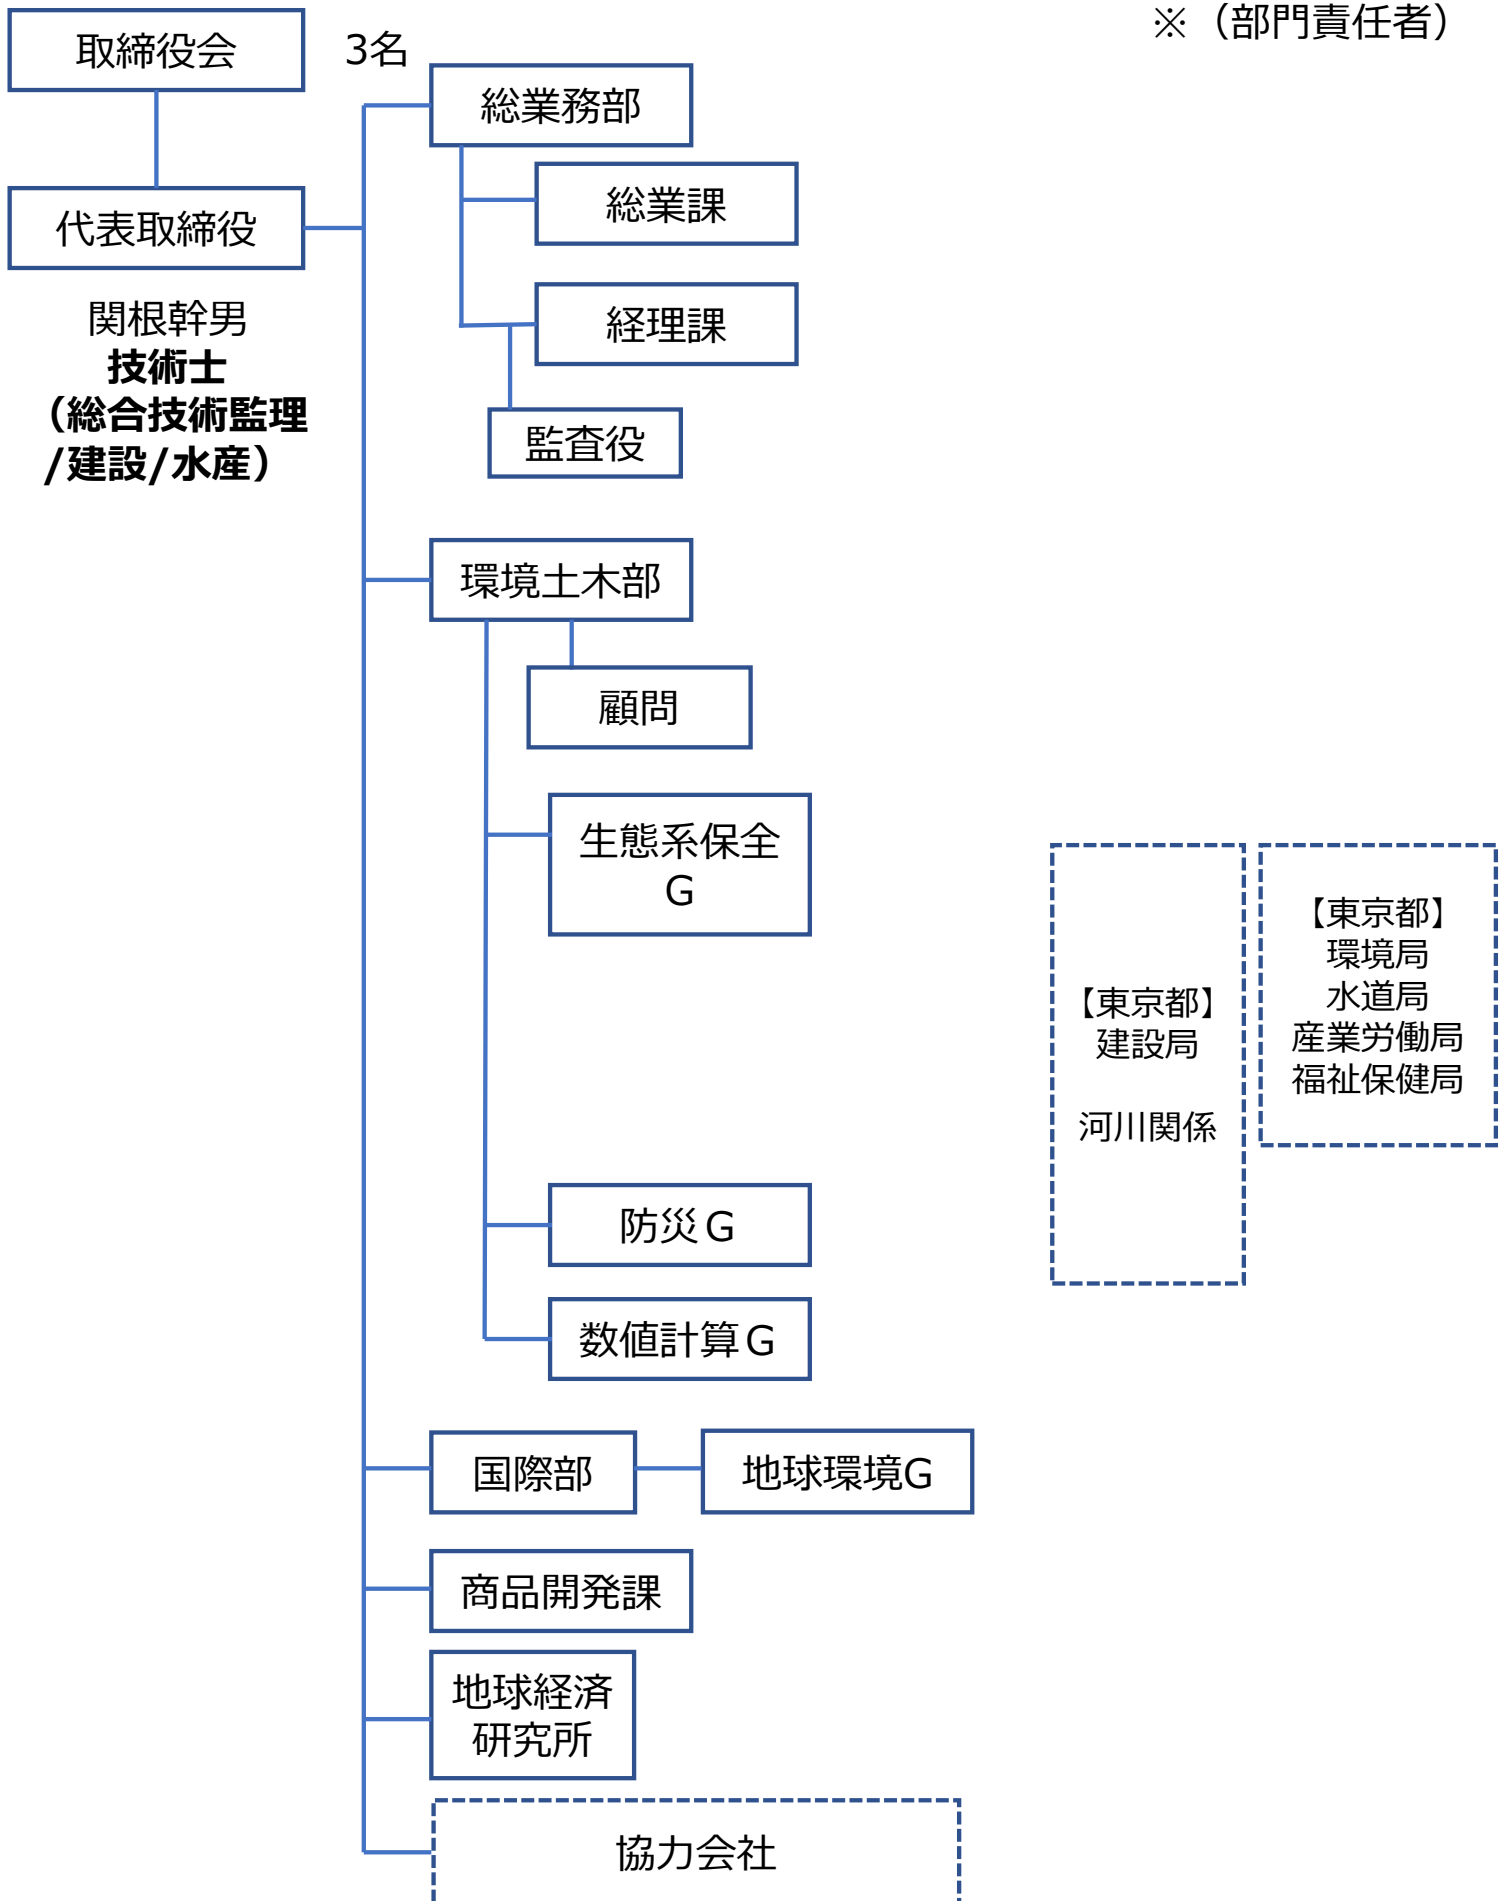 ※（部門責任者）
取締役会
3名
総業務部
総業課
代表取締役
経理課
関根幹男
技術士
（総合技術監理
/建設/水産）
監査役
環境土木部
顧問
生態系保全
G
【東京都】
建設局
河川関係
【東京都】
環境局
水道局
産業労働局
福祉保健局
防災Ｇ
数値計算Ｇ
国際部
地球環境G
商品開発課
地球経済
研究所
協力会社